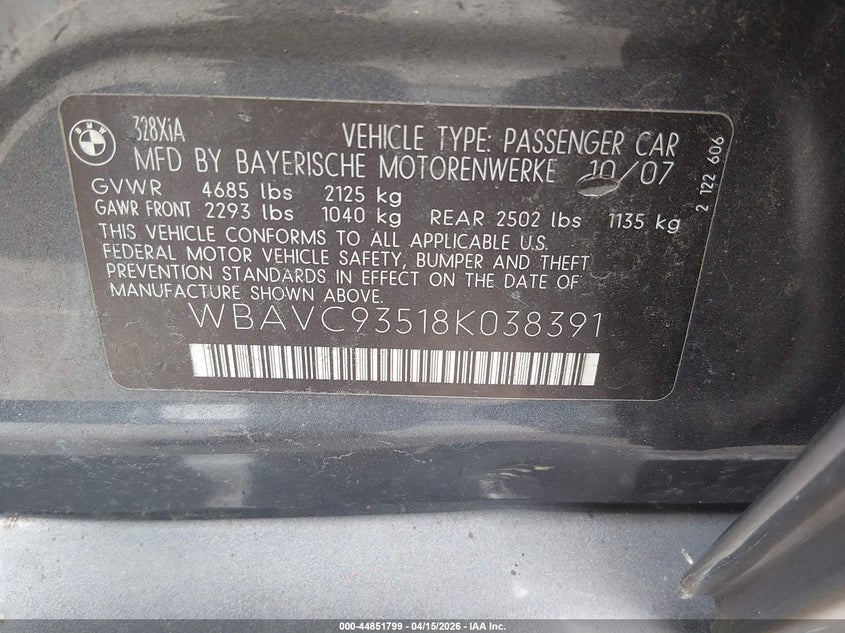 BMW
328XiA
VEHICLE TYPE: PASSENGER CAR
MFD BY BAYERISCHE MOTORENWERKE 10/07
GVWR 4685 lbs 2125 kg
GAWR FRONT 2293 lbs 1040 kg REAR 2502 lbs 1135 kg
THIS VEHICLE CONFORMS TO ALL APPLICABLE U.S.
FEDERAL MOTOR VEHICLE SAFETY, BUMPER AND THEFT
PREVENTION STANDARDS IN EFFECT ON THE DATE OF
MANUFACTURE SHOWN ABOVE.
WBAVC93518K038391
2 122 606
000-44851799 - 04/15/2026 - IAA Inc.